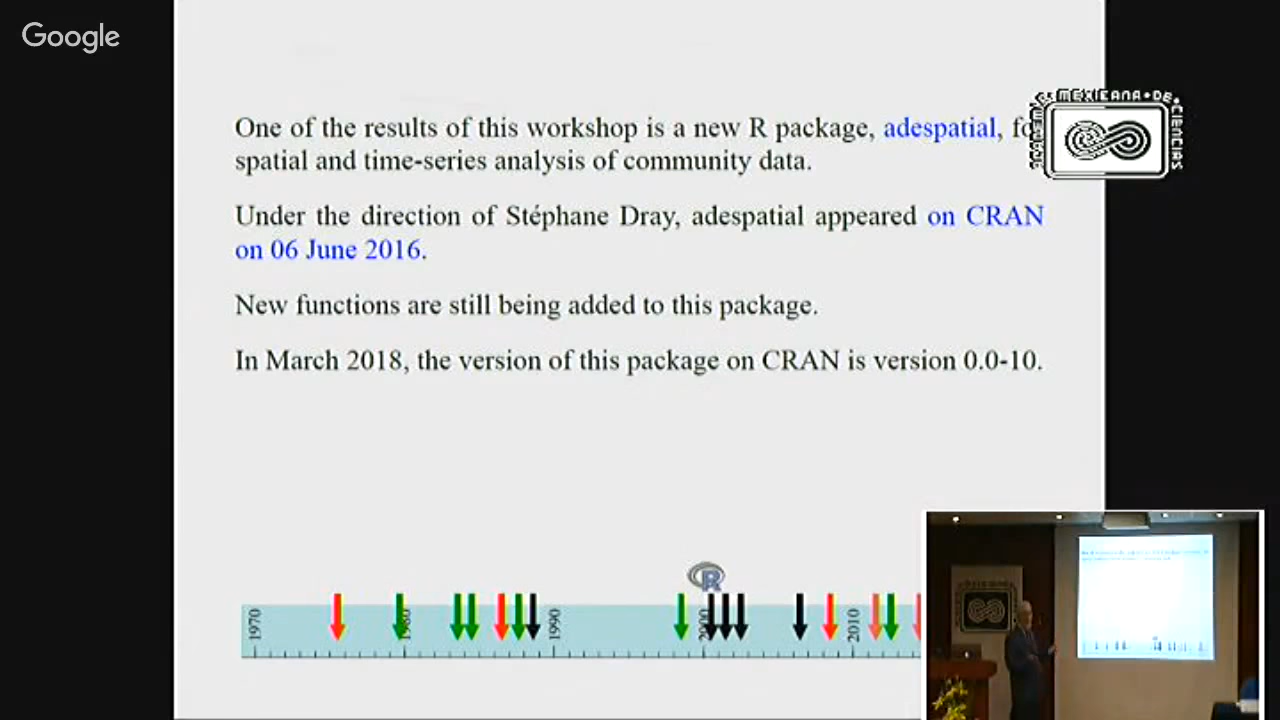 Google
MEXICANA • DE
CIENCIAS
One of the results of this workshop is a new R package, adespatial,
spatial and time-series analysis of community data.
Under the direction of Stéphane Dray, adespatial appeared on CRAN
on 06 June 2016.
New functions are still being added to this package.
In March 2018, the version of this package on CRAN is version 0.0-10.
R
1970
1990
2010